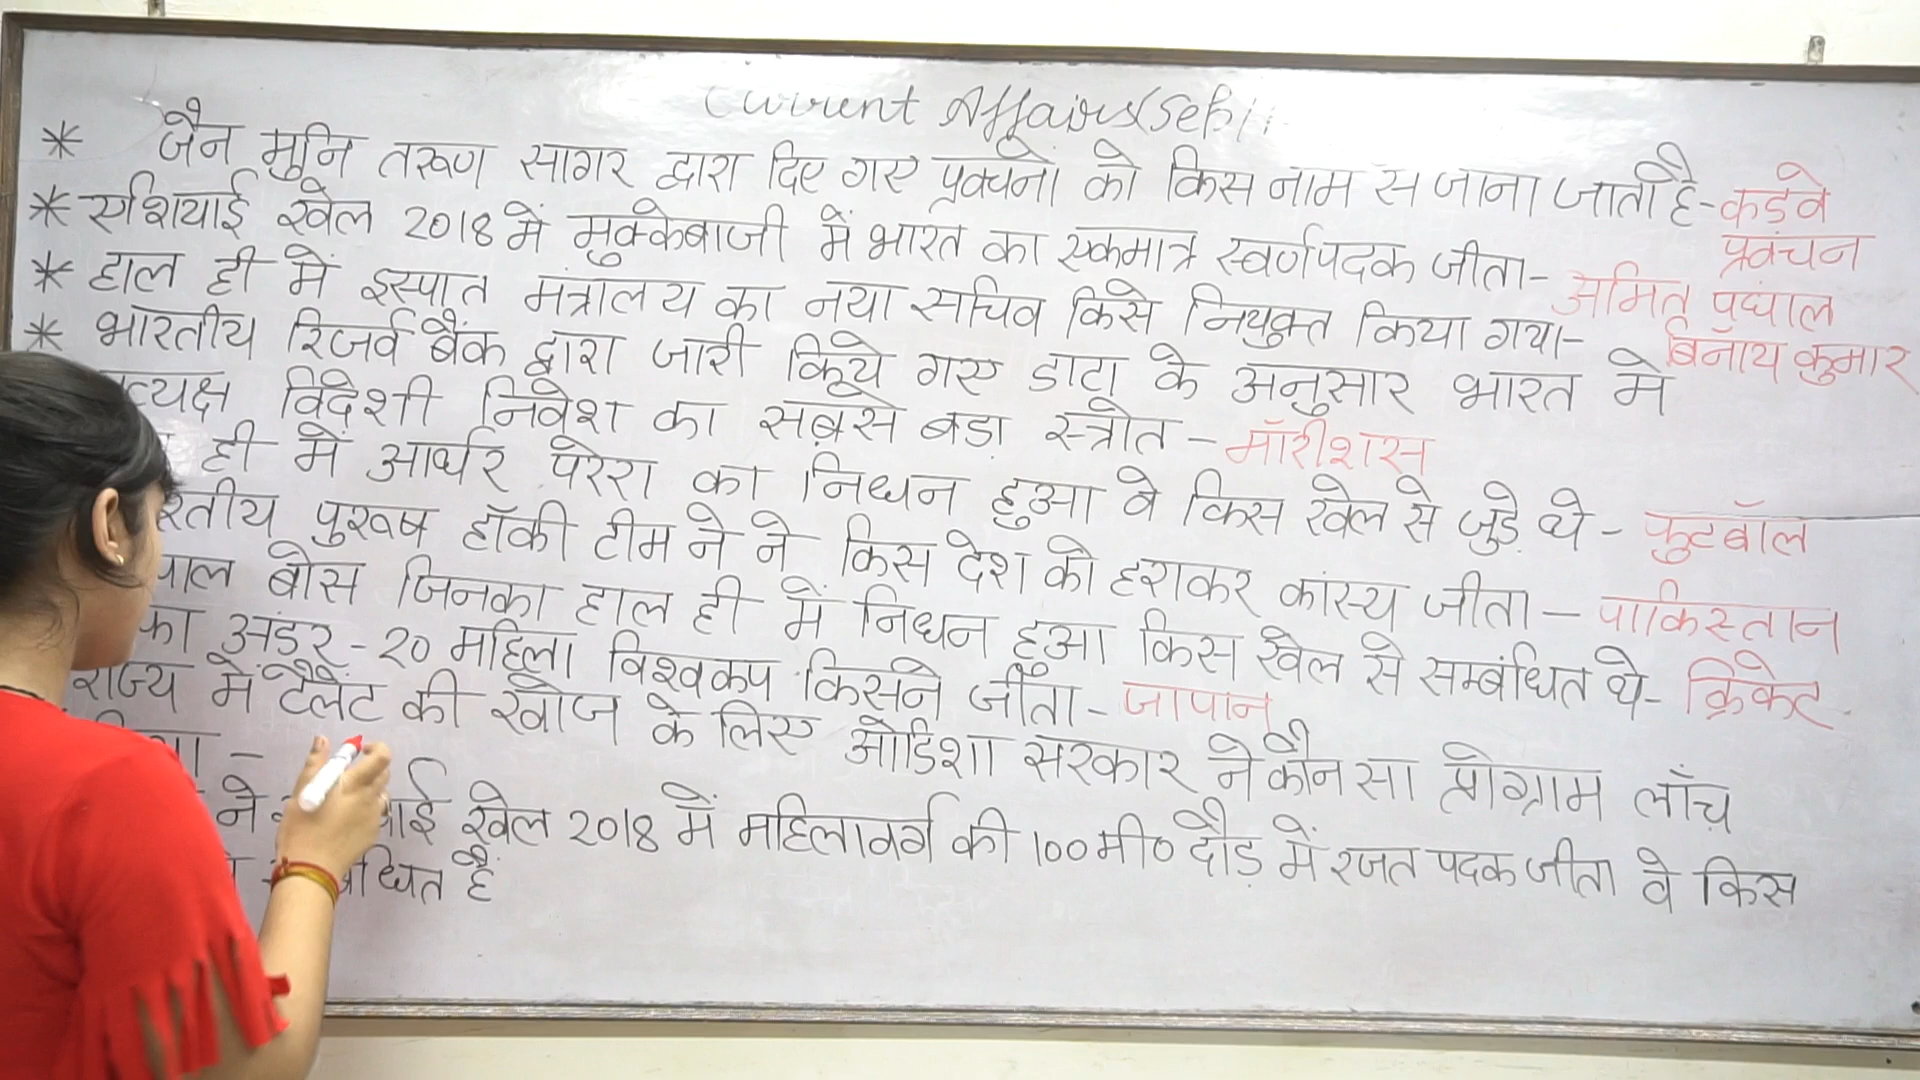 Current Affairs (Sep
* जैन मुनि तरूण सागर द्वारा दिए गए प्रवचनों को किस नाम से जाना जाता है- कड़वे
प्रवचन
* एशियाई खेल 2018 में मुक्केबाजी में भारत का एकमात्र स्वर्णपदक जीता- अमित पंघाल
* हाल ही में इस्पात मंत्रालय का नया सचिव किसे नियुक्त किया गया- बिनॉय कुमार
* भारतीय रिजर्व बैंक द्वारा जारी किये गए डाटा के अनुसार भारत में
विदेशी निवेश का सबसे बड़ा स्त्रोत - मॉरीशस
ही में आर्थर परेरा का निधन हुआ वे किस खेल से जुड़े थे - फुटबॉल
पुरूष हॉकी टीम ने ने किस देश को हराकर कांस्य जीता - पाकिस्तान
बोस जिनका हाल ही में निधन हुआ किस खेल से सम्बंधित थे- क्रिकेट
का अंडर-20 महिला विश्वकप किसने जीता- जापान
राज्य में टैलेंट की खोज के लिए ओडिशा सरकार ने कौन सा प्रोग्राम लॉंच
-
ने खेल 2018 में महिलावर्ग की 100मी० दौड़ में रजत पदक जीता वे किस
है